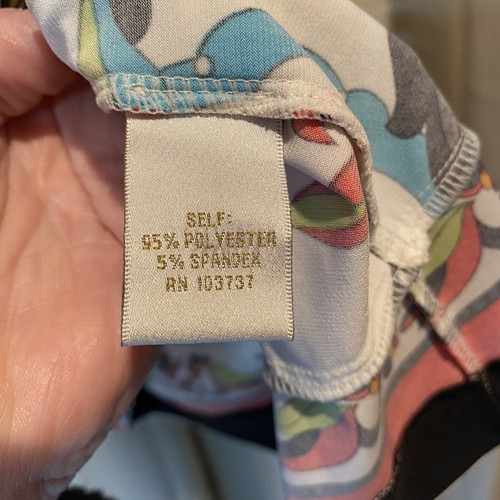 SELF:
95% POLYESTER
5% SPANDEX
RN 103737